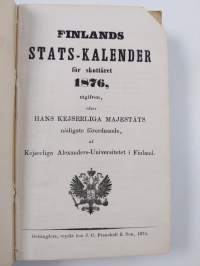 FINLANDS
STATS-KALENDER
för skottåret
1876,
utgifven,
efter
HANS KEJSERLIGA MAJESTÄTS
nådigste förordnande,
af
Kejserliga Alexanders-Universitetet i Finland.
Helsingfors, tryckt hos J. C. Frenckell & Son, 1875.